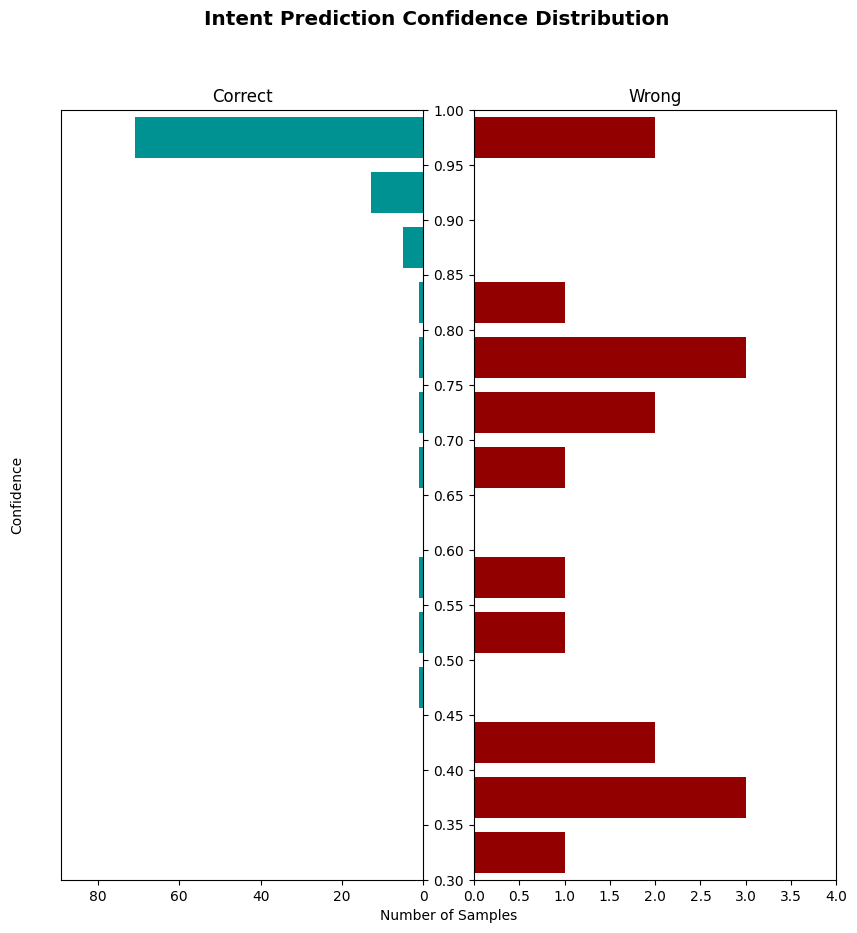 Intent Prediction Confidence Distribution
Correct
Wrong
1.00
0.95
0.90
0.85
0.80
0.75
0.70
0.65
0.60
0.55
0.50
0.45
0.40
0.35
0.30
Confidence
80 60 40 20 0
0.0 0.5 1.0 1.5 2.0 2.5 3.0 3.5 4.0
Number of Samples